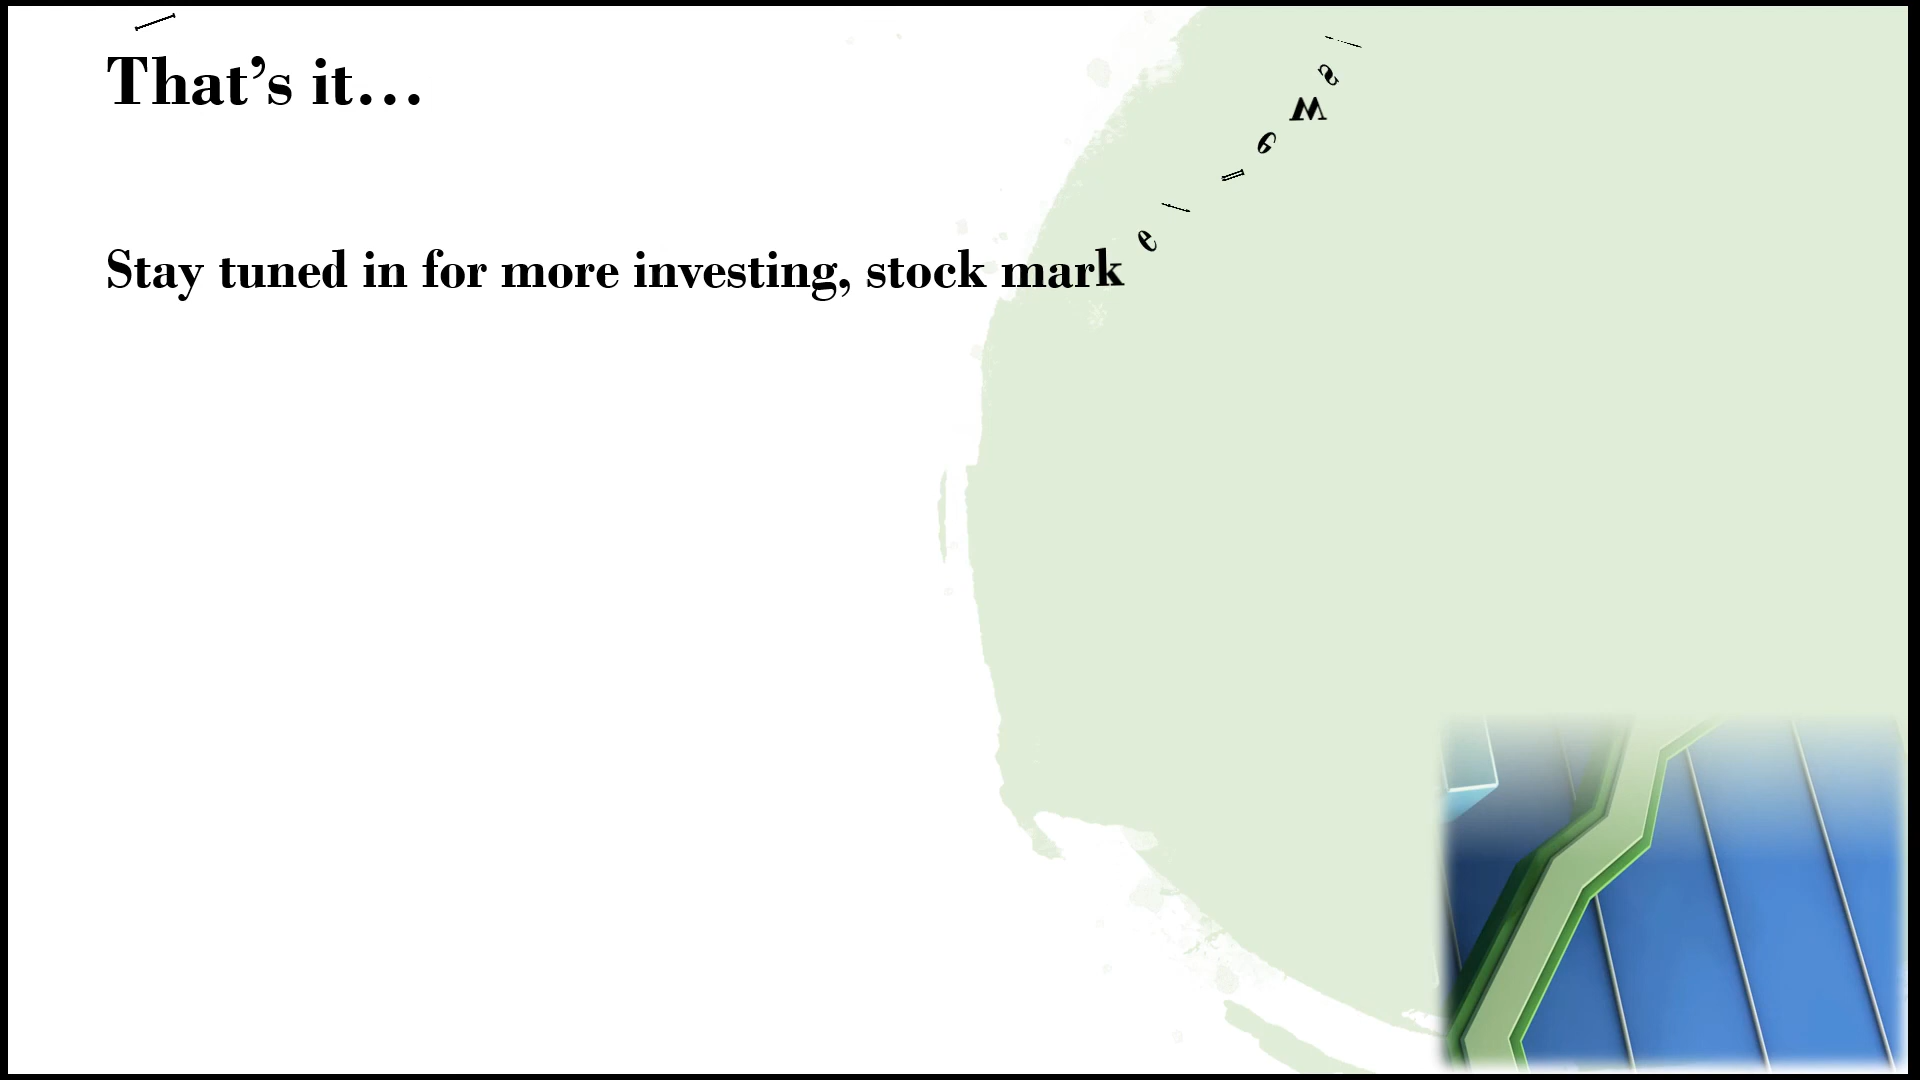 That’s it…
Stay tuned in for more investing, stock mark